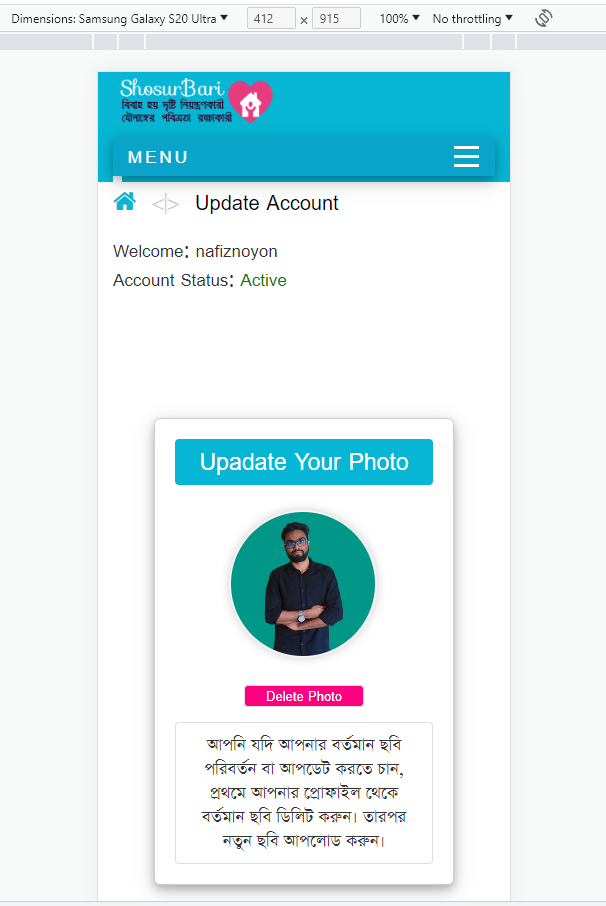 Dimensions: Samsung Galaxy S20 Ultra 412 × 915 100% No throttling
ShosurBari
বিবাহ হয় দৃষ্টি নিয়ন্ত্রণকারী
যৌনাঙ্গের পবিত্রতা রক্ষাকারী
MENU
<|> Update Account
Welcome: nafiznoyon
Account Status: Active
Upadate Your Photo
Delete Photo
আপনি যদি আপনার বর্তমান ছবি
পরিবর্তন বা আপডেট করতে চান,
প্রথমে আপনার প্রোফাইল থেকে
বর্তমান ছবি ডিলিট করুন। তারপর
নতুন ছবি আপলোড করুন।